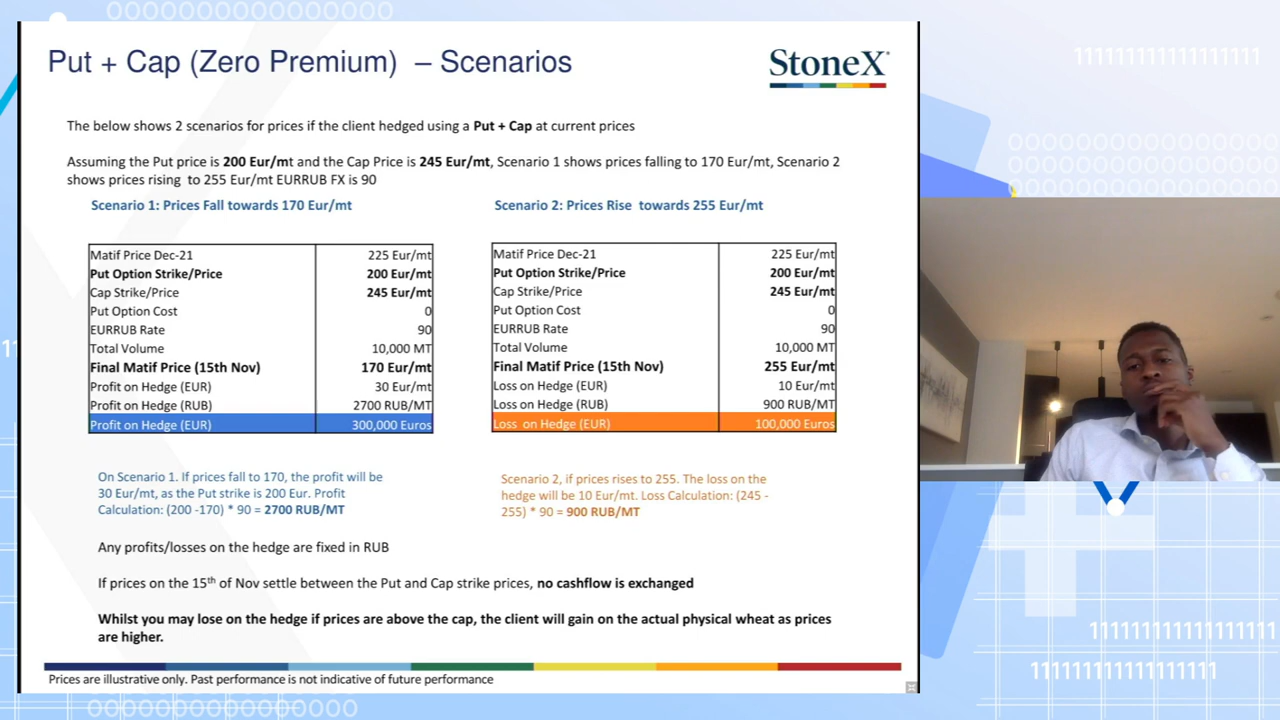 Put + Cap (Zero Premium) – Scenarios
StoneX®
The below shows 2 scenarios for prices if the client hedged using a Put + Cap at current prices
Assuming the Put price is 200 Eur/mt and the Cap Price is 245 Eur/mt, Scenario 1 shows prices falling to 170 Eur/mt, Scenario 2
shows prices rising to 255 Eur/mt EURRUB FX is 90
Scenario 1: Prices Fall towards 170 Eur/mt
Matif Price Dec-21 225 Eur/mt
Put Option Strike/Price 200 Eur/mt
Cap Strike/Price 245 Eur/mt
Put Option Cost 0
EURRUB Rate 90
Total Volume 10,000 MT
Final Matif Price (15th Nov) 170 Eur/mt
Profit on Hedge (EUR) 30 Eur/mt
Profit on Hedge (RUB) 2700 RUB/MT
Profit on Hedge (EUR) 300,000 Euros
On Scenario 1. If prices fall to 170, the profit will be
30 Eur/mt, as the Put strike is 200 Eur. Profit
Calculation: (200 -170) * 90 = 2700 RUB/MT
Scenario 2: Prices Rise towards 255 Eur/mt
Matif Price Dec-21 225 Eur/mt
Put Option Strike/Price 200 Eur/mt
Cap Strike/Price 245 Eur/mt
Put Option Cost 0
EURRUB Rate 90
Total Volume 10,000 MT
Final Matif Price (15th Nov) 255 Eur/mt
Loss on Hedge (EUR) 10 Eur/mt
Loss on Hedge (RUB) 900 RUB/MT
Loss on Hedge (EUR) 100,000 Euros
Scenario 2, if prices rises to 255. The loss on the
hedge will be 10 Eur/mt. Loss Calculation: (245 -
255) * 90 = 900 RUB/MT
Any profits/losses on the hedge are fixed in RUB
If prices on the 15th of Nov settle between the Put and Cap strike prices, no cashflow is exchanged
Whilst you may lose on the hedge if prices are above the cap, the client will gain on the actual physical wheat as prices
are higher.
Prices are illustrative only. Past performance is not indicative of future performance